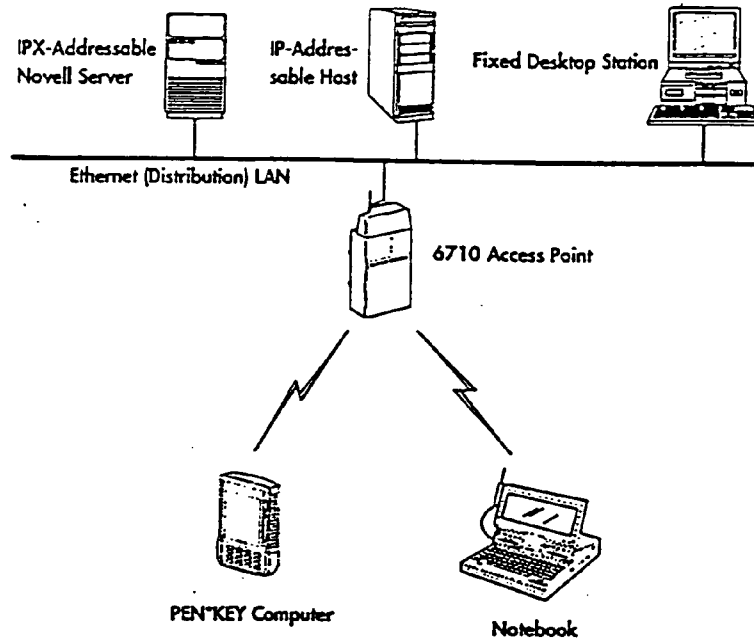 IPX-Addressable
Novell Server
IP-Addres-
sable Host
Fixed Desktop Station
Ethernet (Distribution) LAN
6710 Access Point
PEN*KEY Computer
Notebook